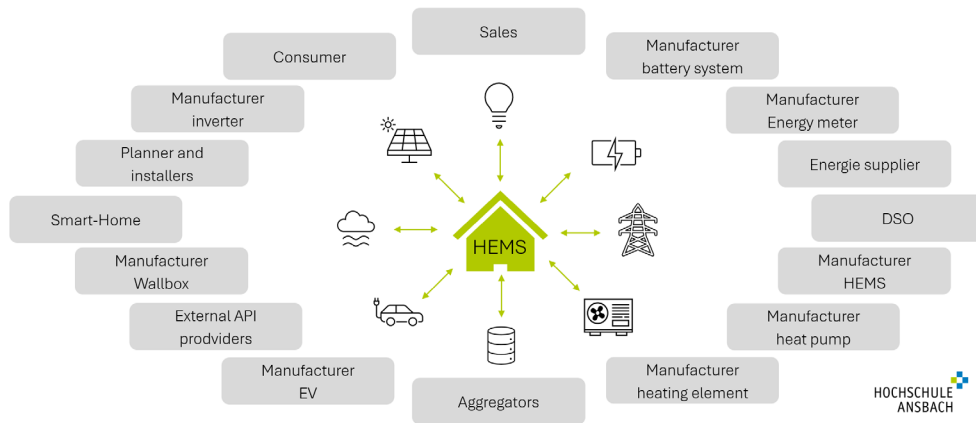 Sales
Consumer
Manufacturer
battery system
Manufacturer
inverter
Manufacturer
Energy meter
Planner and
installers
Energie supplier
Smart-Home
HEMS
DSO
Manufacturer
Wallbox
Manufacturer
HEMS
External API
prodviders
Manufacturer
heat pump
Manufacturer
EV
Aggregators
Manufacturer
heating element
HOCHSCHULE
ANSBACH